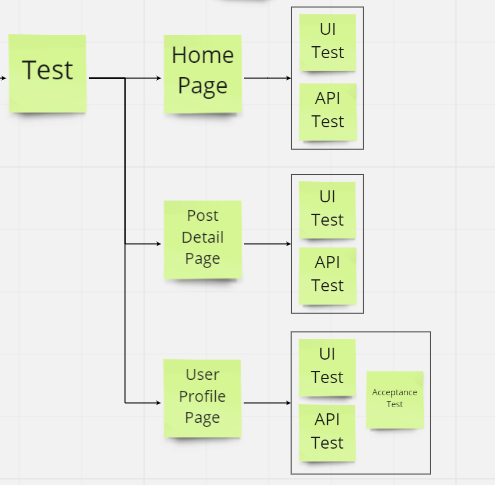 Test
Home
Page
UI
Test
API
Test
Post
Detail
Page
UI
Test
API
Test
User
Profile
Page
UI
Test
API
Test
Acceptance
Test